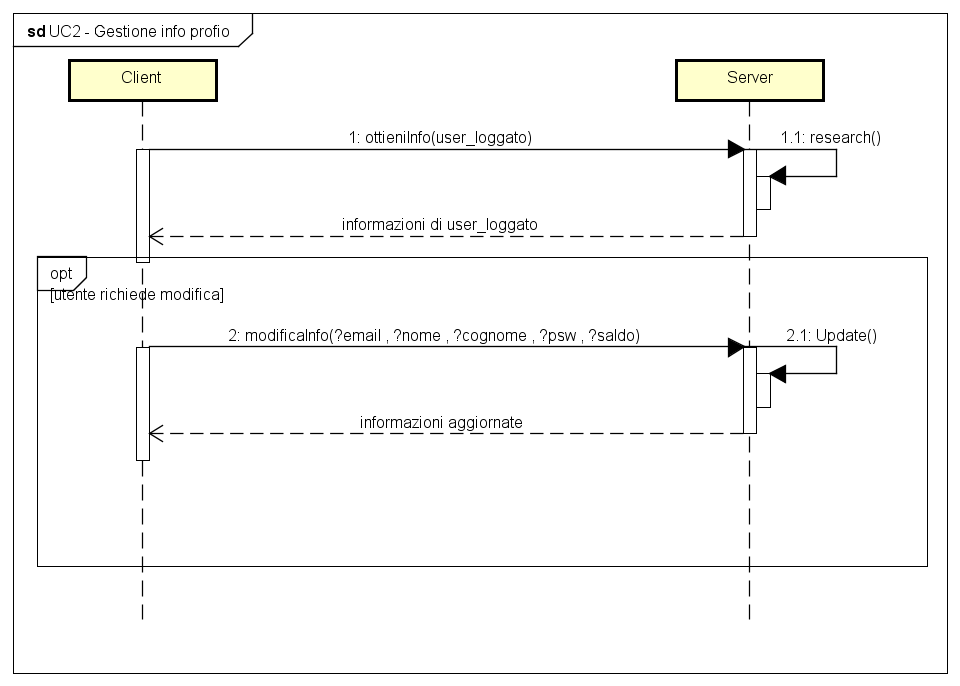 sd UC2 - Gestione info profio
Client
Server
1: ottieniInfo(user_loggato)
1.1: research()
informazioni di user_loggato
opt
[utente richiede modifica]
2: modificaInfo(?email , ?nome , ?cognome , ?psw , ?saldo)
2.1: Update()
informazioni aggiornate